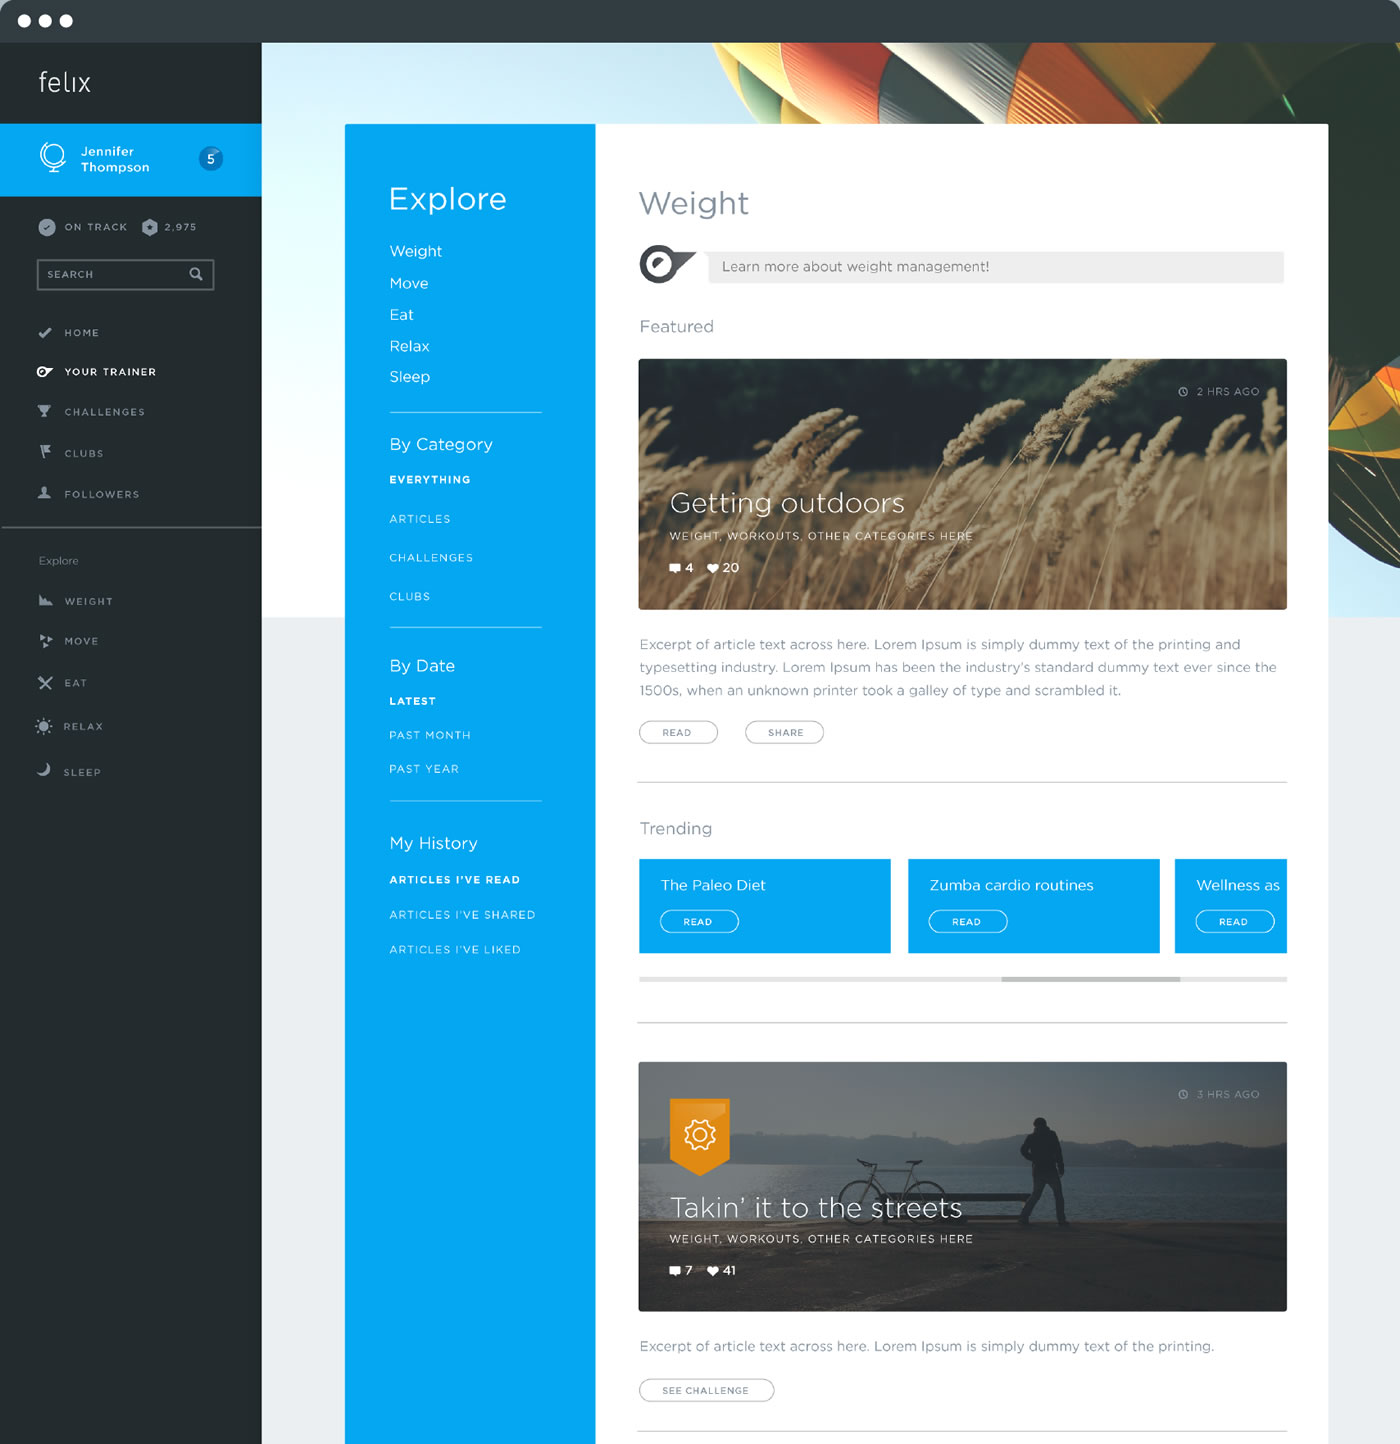 felix
Jennifer
Thompson
5
ON TRACK
2,975
SEARCH
HOME
YOUR TRAINER
CHALLENGES
CLUBS
FOLLOWERS
Explore
WEIGHT
MOVE
EAT
RELAX
SLEEP
Explore
Weight
Move
Eat
Relax
Sleep
By Category
EVERYTHING
ARTICLES
CHALLENGES
CLUBS
By Date
LATEST
PAST MONTH
PAST YEAR
My History
ARTICLES I'VE READ
ARTICLES I'VE SHARED
ARTICLES I'VE LIKED
Weight
Learn more about weight management!
Featured
2 HRS AGO
Getting outdoors
WEIGHT, WORKOUTS, OTHER CATEGORIES HERE
4 20
Excerpt of article text across here. Lorem Ipsum is simply dummy text of the printing and
typesetting industry. Lorem Ipsum has been the industry's standard dummy text ever since the
1500s, when an unknown printer took a galley of type and scrambled it.
READ SHARE
Trending
The Paleo Diet
READ
Zumba cardio routines
READ
Wellness as
READ
3 HRS AGO
Takin' it to the streets
WEIGHT, WORKOUTS, OTHER CATEGORIES HERE
7 41
Excerpt of article text across here. Lorem Ipsum is simply dummy text of the printing.
SEE CHALLENGE